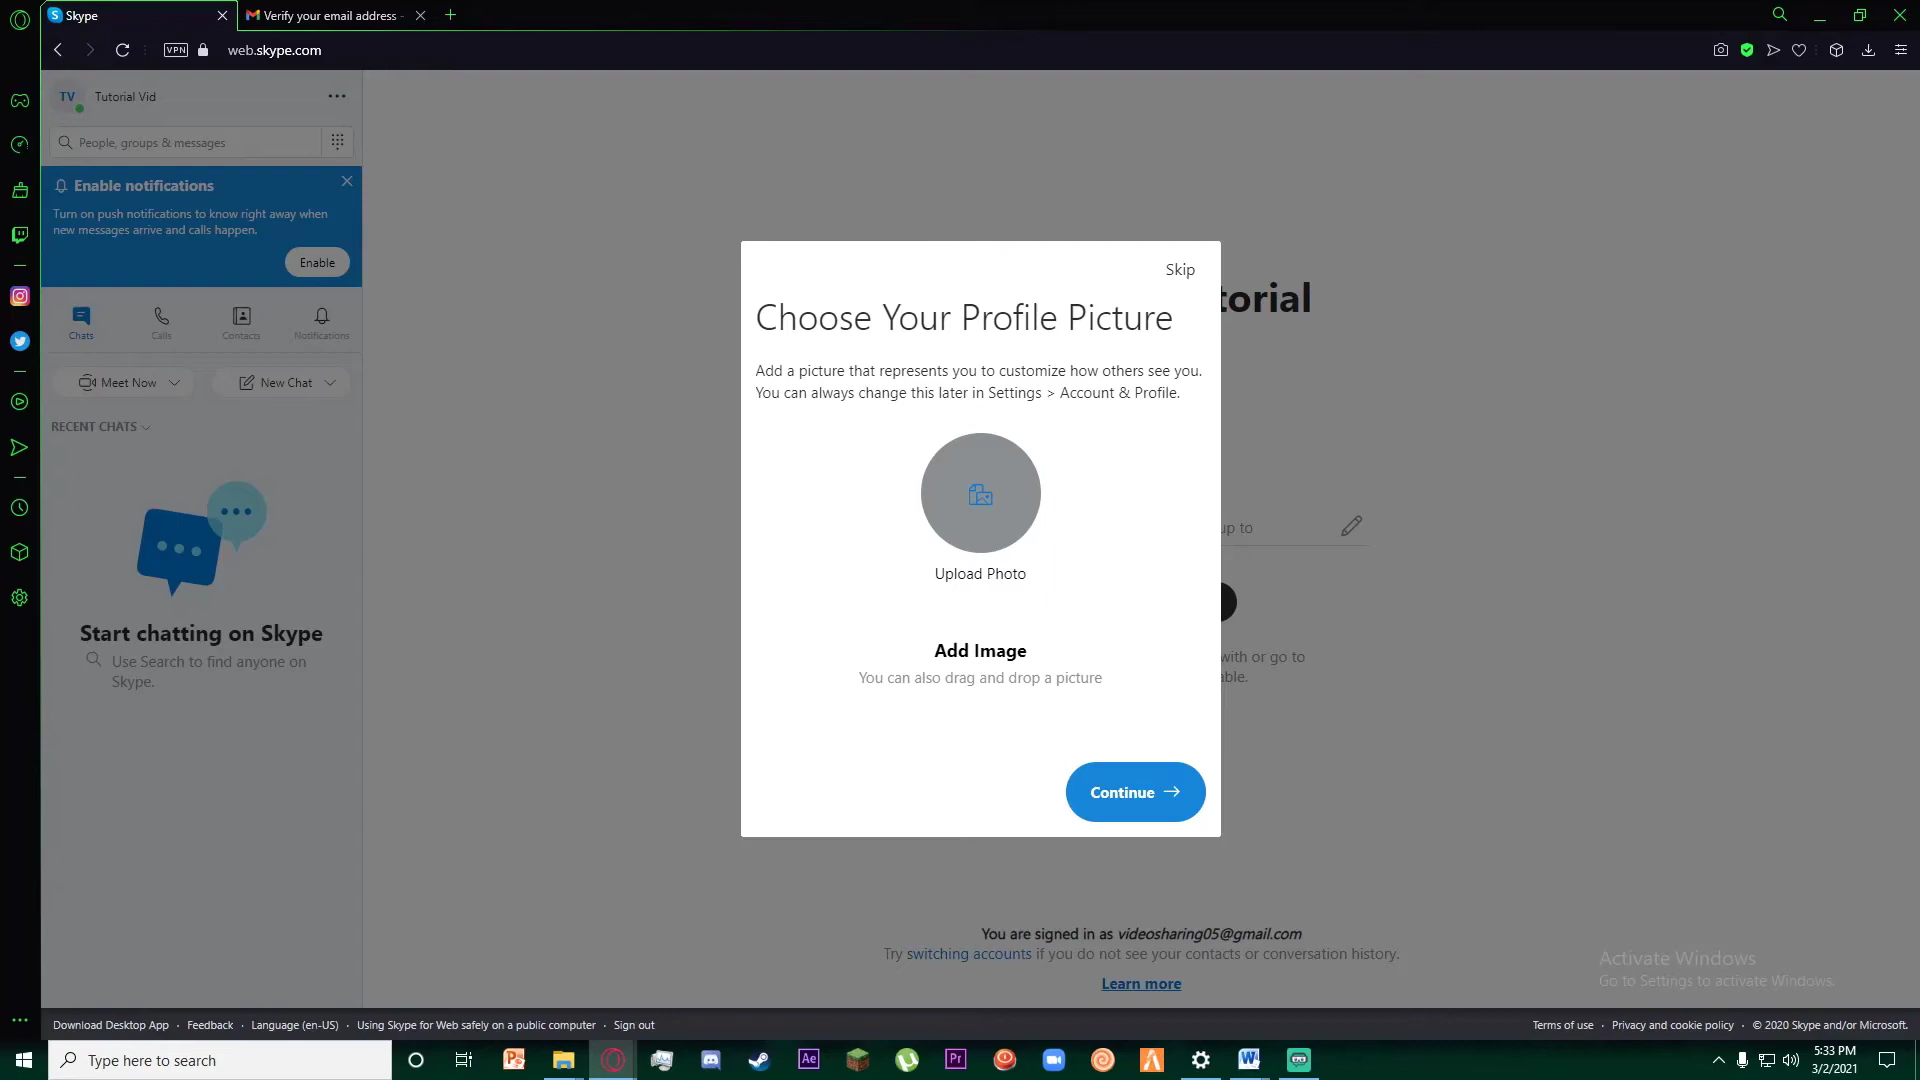 Skype
Verify your email address -
VPN
web.skype.com
TV
Tutorial Vid
People, groups & messages
Enable notifications
Turn on push notifications to know right away when
new messages arrive and calls happen.
Enable
Chats
Calls
Contacts
Notifications
Meet Now
New Chat
RECENT CHATS
Start chatting on Skype
Use Search to find anyone on
Skype.
Skip
Choose Your Profile Picture
Add a picture that represents you to customize how others see you.
You can always change this later in Settings > Account & Profile.
Upload Photo
Add Image
You can also drag and drop a picture
Continue
torial
up to
with or go to
able.
You are signed in as videosharing05@gmail.com
Try switching accounts if you do not see your contacts or conversation history.
Learn more
Activate Windows
Go to Settings to activate Windows.
Download Desktop App · Feedback · Language (en-US) · Using Skype for Web safely on a public computer · Sign out
Terms of use · Privacy and cookie policy · © 2020 Skype and/or Microsoft.
Type here to search
Ae
Pr
5:33 PM
3/2/2021